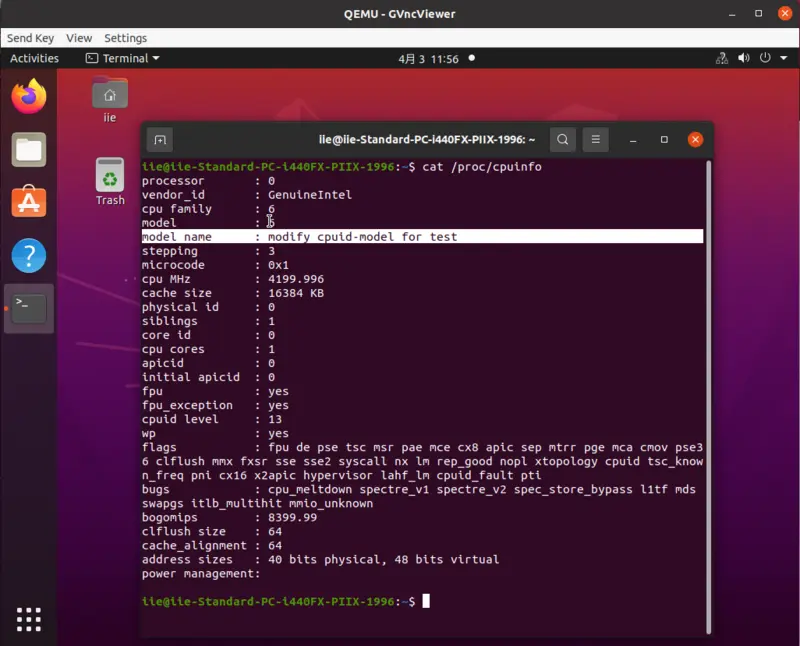 QEMU - GVncViewer
Send Key View Settings
Activities Terminal 4月 3 11:56
iie
Trash
iie@iie-Standard-PC-i440FX-PIIX-1996: ~
iie@iie-Standard-PC-i440FX-PIIX-1996:~$ cat /proc/cpuinfo
processor : 0
vendor_id : GenuineIntel
cpu family : 6
model :
model name : modify cpuid-model for test
stepping : 3
microcode : 0x1
cpu MHz : 4199.996
cache size : 16384 KB
physical id : 0
siblings : 1
core id : 0
cpu cores : 1
apicid : 0
initial apicid : 0
fpu : yes
fpu_exception : yes
cpuid level : 13
wp : yes
flags : fpu de pse tsc msr pae mce cx8 apic sep mtrr pge mca cmov pse3
6 clflush mmx fxsr sse sse2 syscall nx lm rep_good nopl xtopology cpuid tsc_know
n_freq pni cx16 x2apic hypervisor lahf_lm cpuid_fault pti
bugs : cpu_meltdown spectre_v1 spectre_v2 spec_store_bypass l1tf mds
swapgs itlb_multihit mmio_unknown
bogomips : 8399.99
clflush size : 64
cache_alignment : 64
address sizes : 40 bits physical, 48 bits virtual
power management:
iie@iie-Standard-PC-i440FX-PIIX-1996:~$